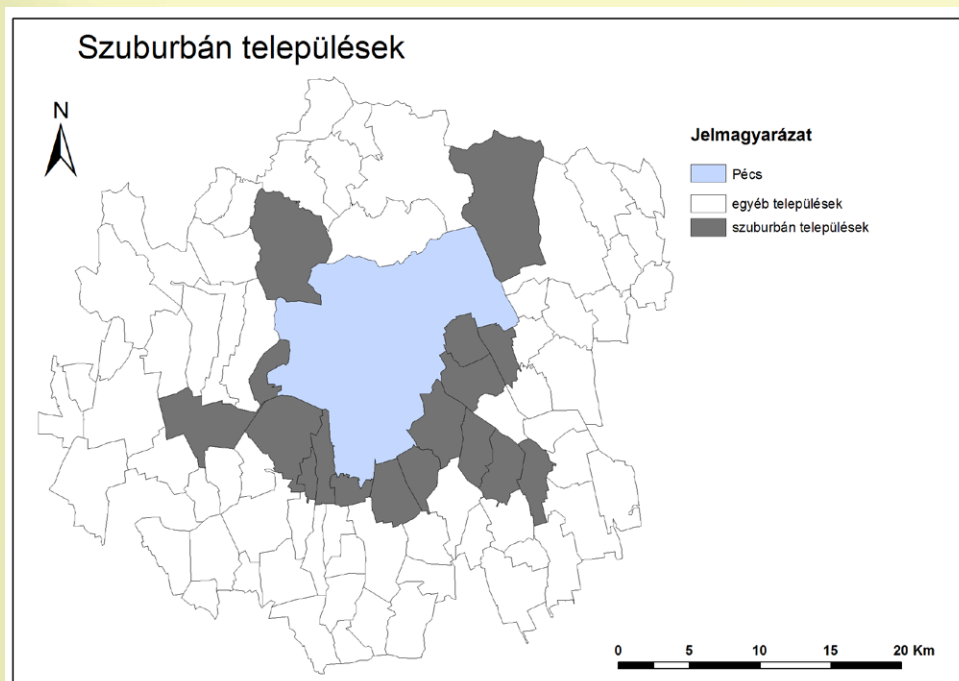 Szuburbán települések
N
Jelmagyarázat
Pécs
egyéb települések
szuburbán települések
0 5 10 15 20 Km